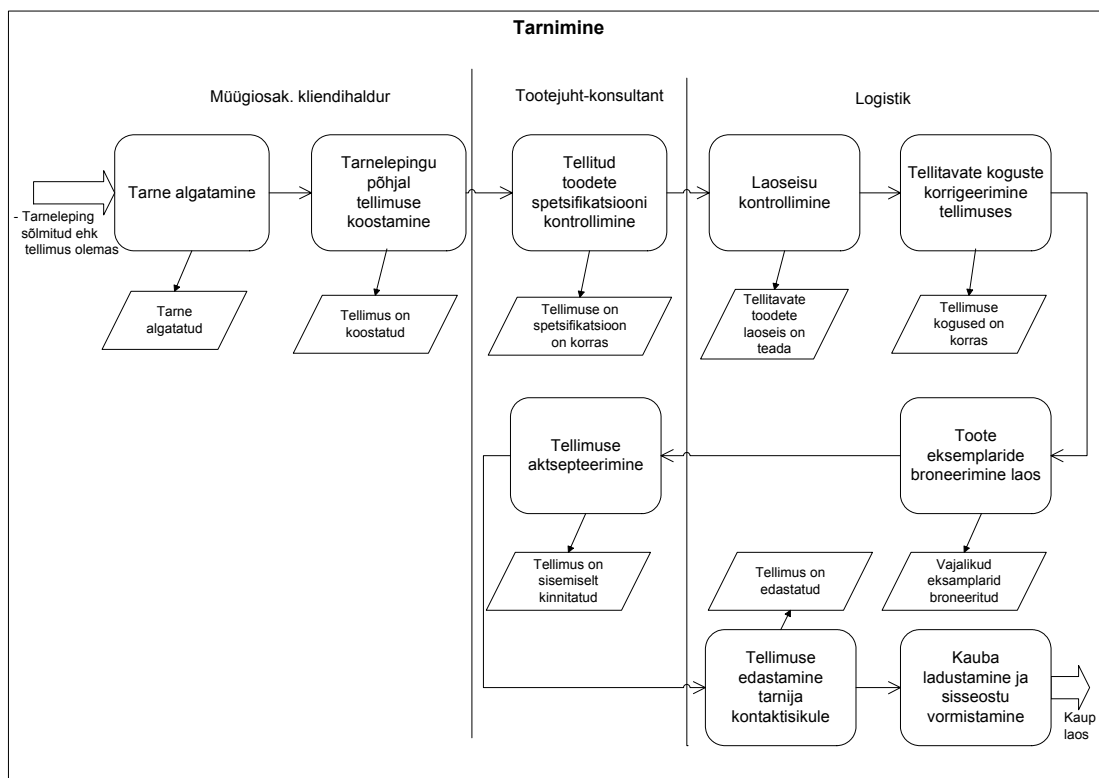 Tarnimine
Müügiosak. kliendihaldur
Tootejuht-konsultant
Logistik
Tarne algatamine
Tarnelepingu
põhjal
tellimuse
koostamine
Tellitud
toodete
spetsifikatsiooni
kontrollimine
Laoseisu
kontrollimine
Tellitavate koguste
korrigeerimine
tellimuses
- Tarneleping
sõlmitud ehk
tellimus olemas
Tarne
algatatud
Tellimus on
koostatud
Tellimuse on
spetsifikatsioon
on korras
Tellitavate
toodete
laoseis on
teada
Tellimuse
kogused on
korras
Tellimuse
aktsepteerimine
Toote
eksemplaride
broneerimine laos
Tellimus on
sisemiselt
kinnitatud
Tellimus on
edastatud
Vajalikud
eksamplarid
broneeritud
Tellimuse
edastamine
tarnija
kontaktisikule
Kauba
ladustamine ja
sisseostu
vormistamine
Kaup
laos